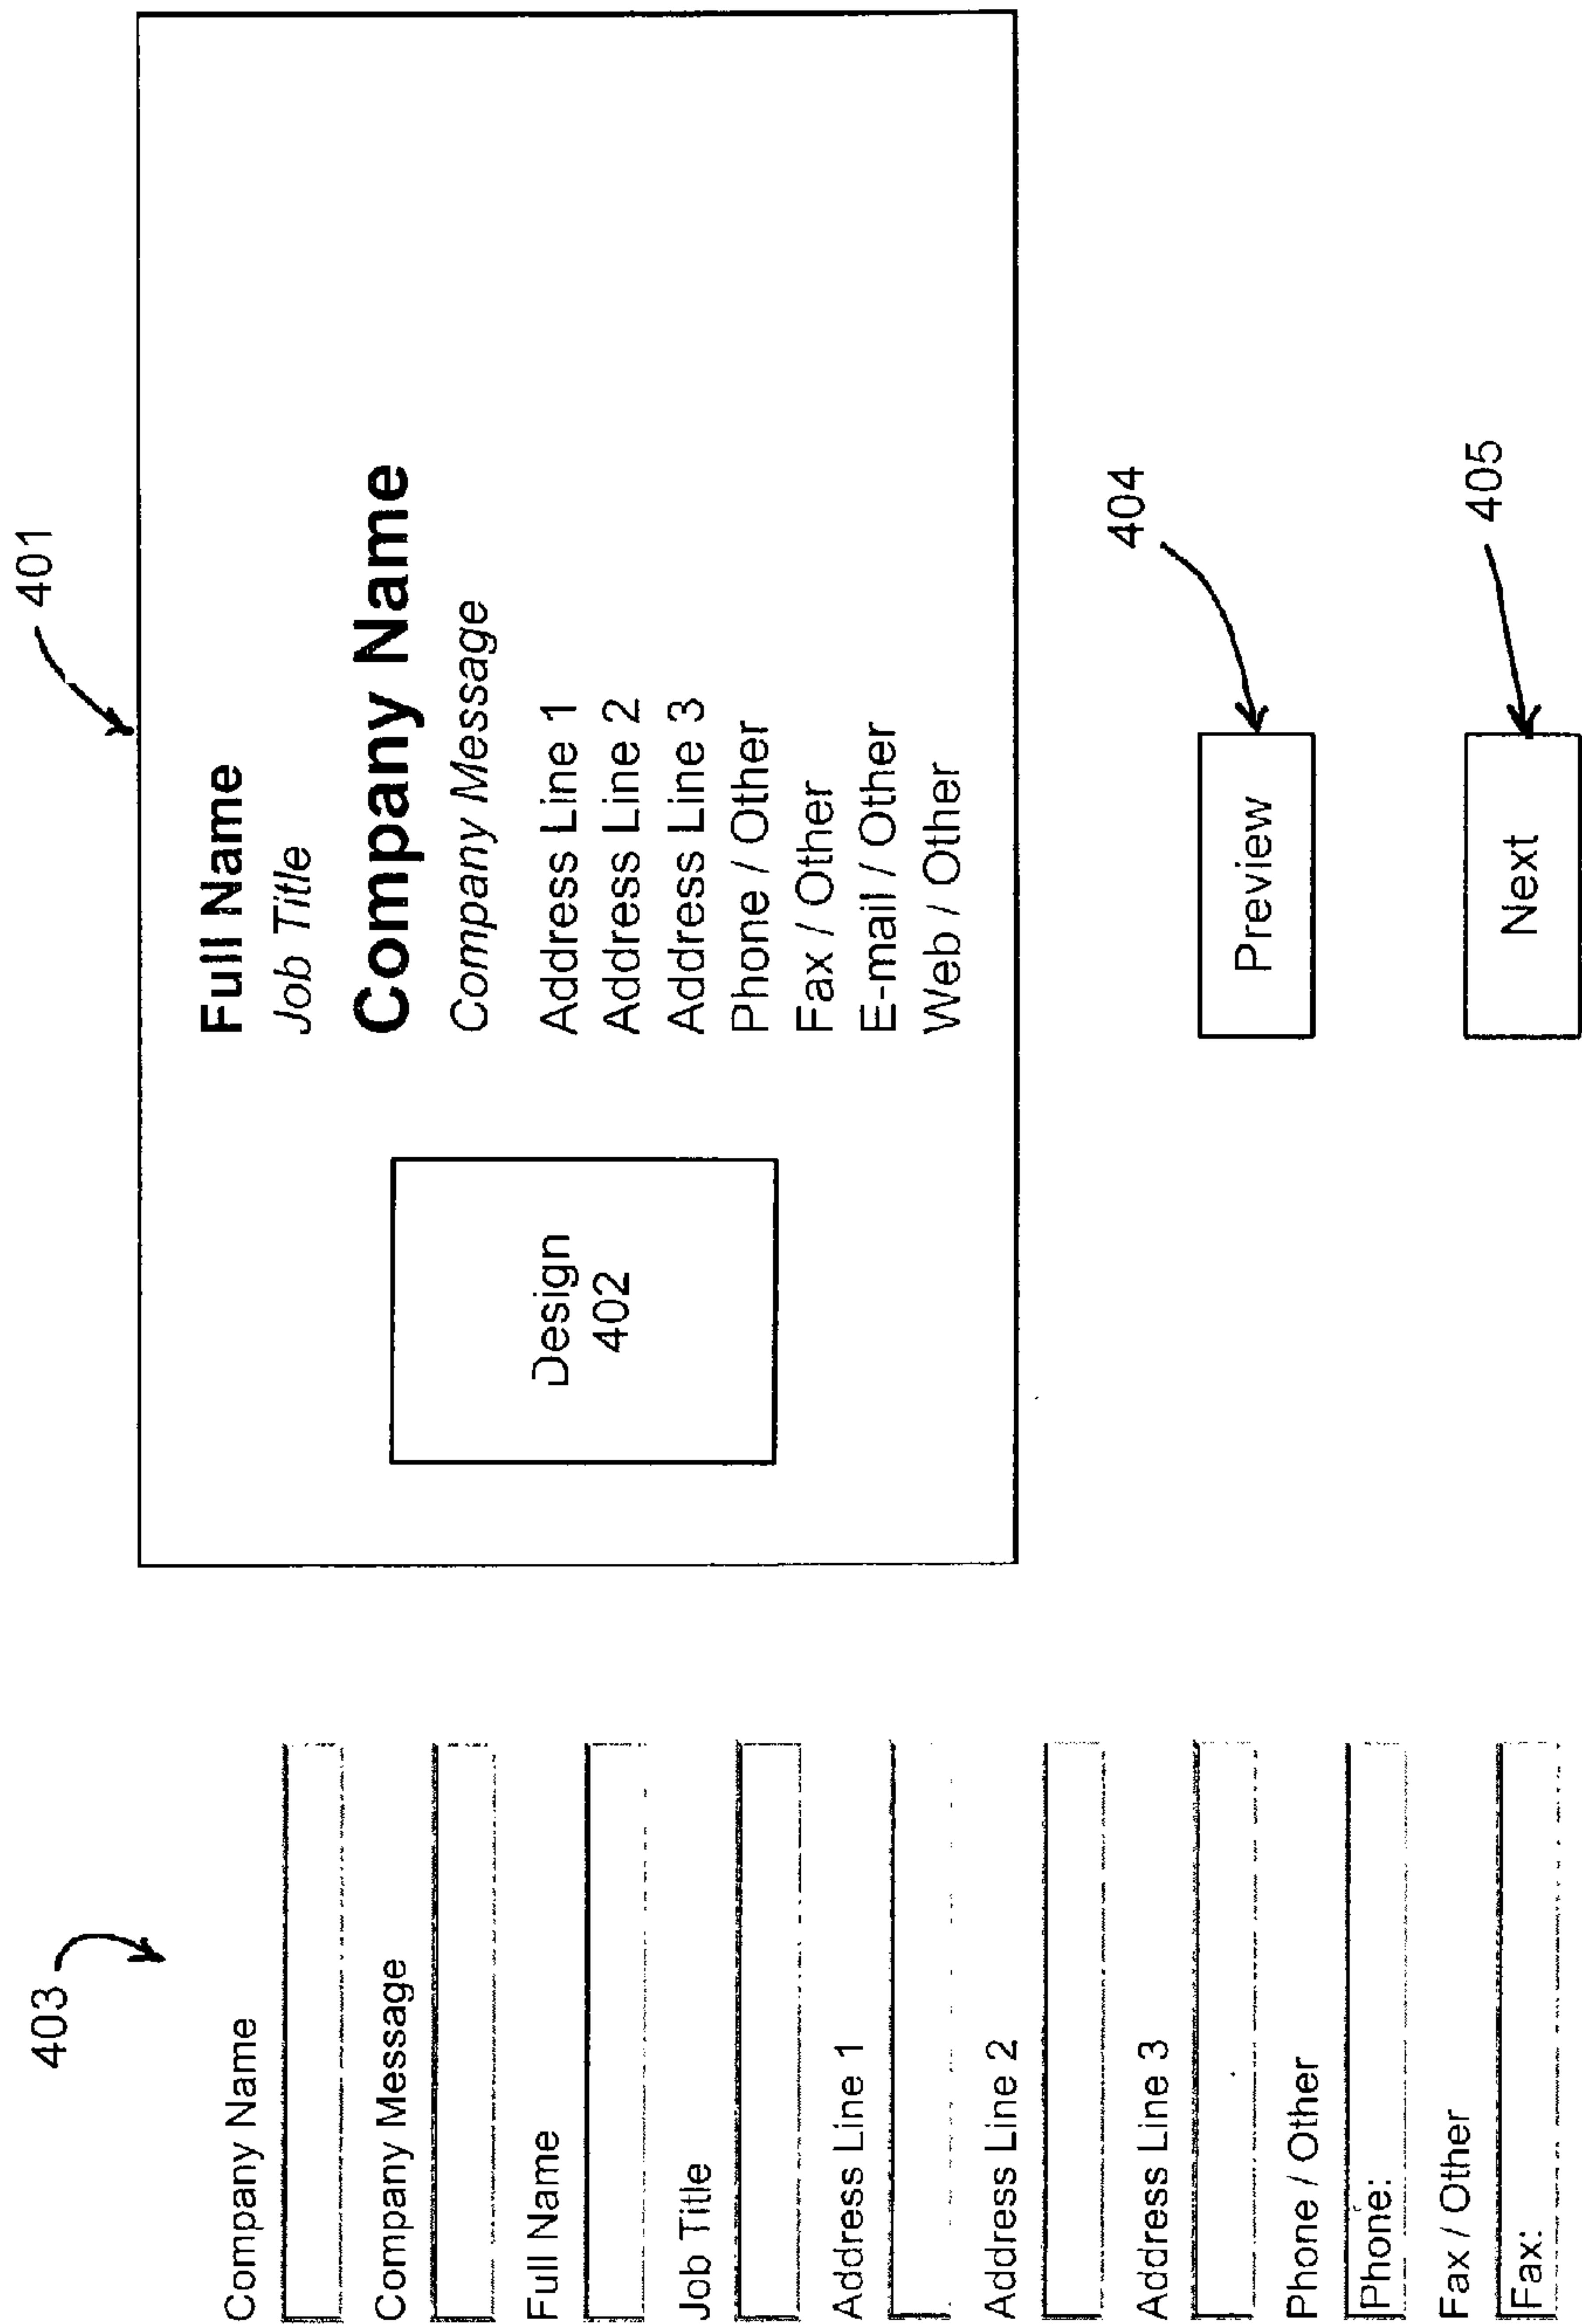 403
Company Name
Company Message
Full Name
Job Title
Address Line 1
Address Line 2
Address Line 3
Phone / Other
Phone:
Fax / Other
Fax:
401
Full Name
Job Title
Company Name
Company Message
Address Line 1
Address Line 2
Address Line 3
Phone / Other
Fax / Other
E-mail / Other
Web / Other
Design
402
404
Preview
405
Next